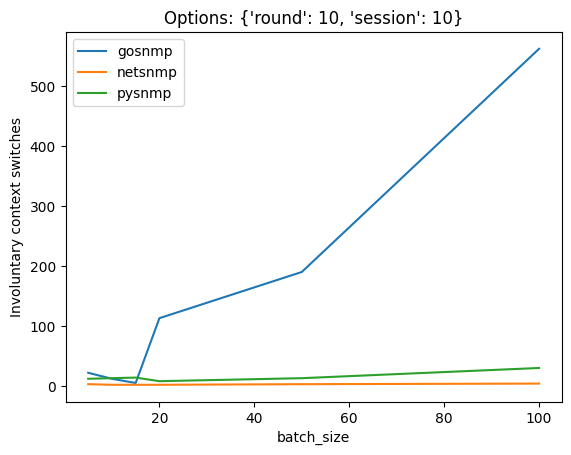 Options: {'round': 10, 'session': 10}
gosnmp
netsnmp
pysnmp
Involuntary context switches
500
400
300
200
100
0
20
40
60
80
100
batch_size